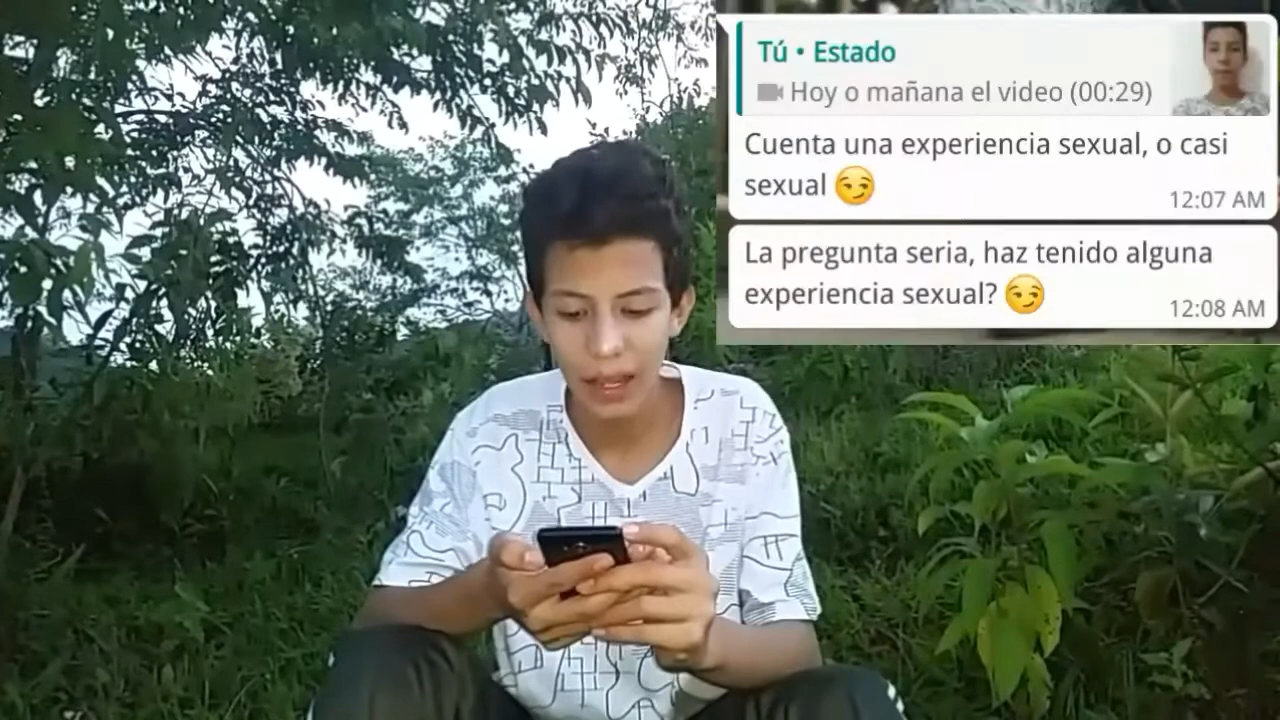 Tú • Estado
Hoy o mañana el video (00:29)
Cuenta una experiencia sexual, o casi
sexual 😏
12:07 AM
La pregunta seria, haz tenido alguna
experiencia sexual? 😏
12:08 AM